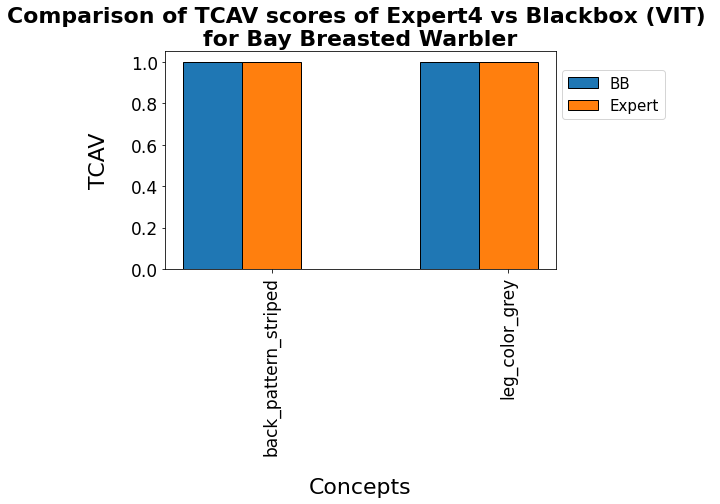 Comparison of TCAV scores of Expert4 vs Blackbox (VIT)
for Bay Breasted Warbler
1.0
0.8
0.6
0.4
0.2
0.0
TCAV
BB
Expert
back_pattern_striped
leg_color_grey
Concepts